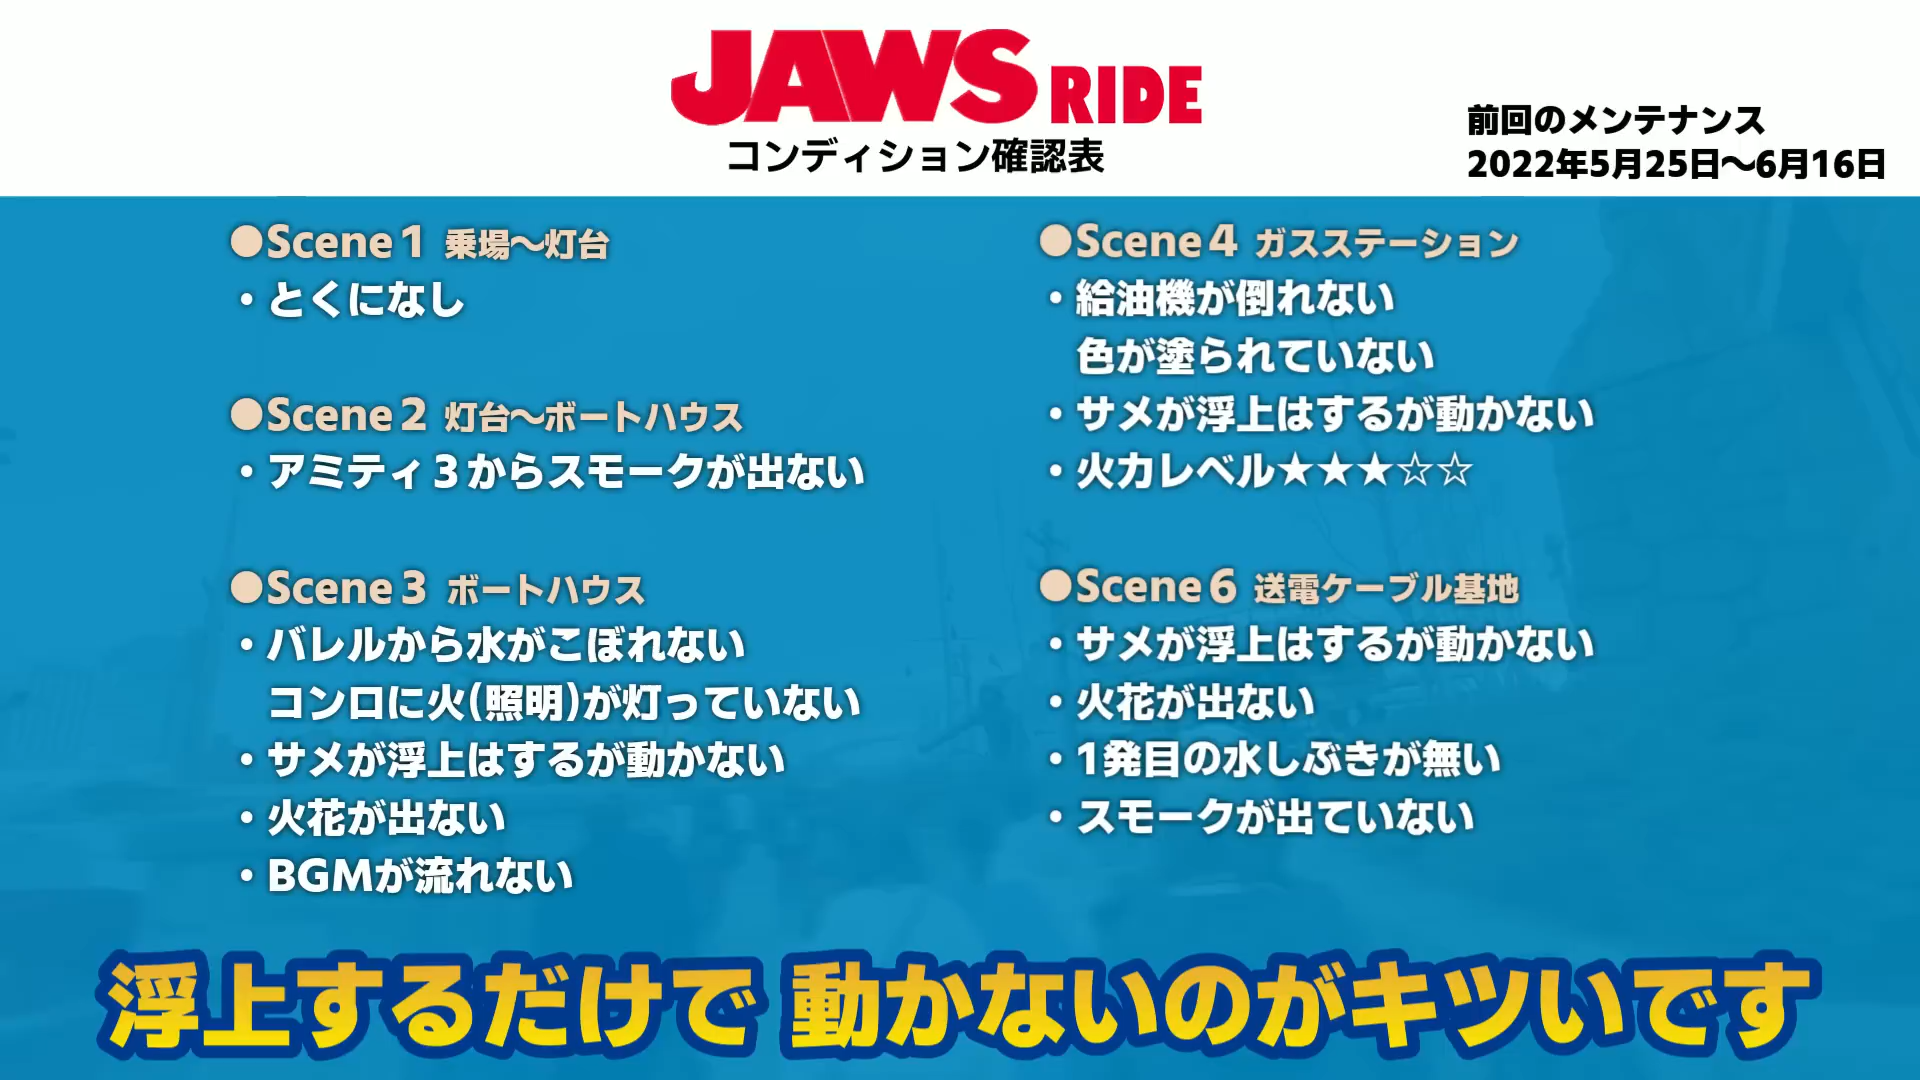 JAWS RIDE
コンディション確認表
前回のメンテナンス
2022年5月25日〜6月16日
●Scene1 乗場〜灯台
・とくになし
●Scene2 灯台〜ボートハウス
・アミティ3からスモークが出ない
●Scene3 ボートハウス
・バレルから水がこぼれない
コンロに火(照明)が灯っていない
・サメが浮上はするが動かない
・火花が出ない
・BGMが流れない
●Scene4 ガスステーション
・給油機が倒れない
色が塗られていない
・サメが浮上はするが動かない
・火力レベル★★★☆☆
●Scene6 送電ケーブル基地
・サメが浮上はするが動かない
・火花が出ない
・1発目の水しぶきが無い
・スモークが出ていない
浮上するだけで 動かないのがキツいです